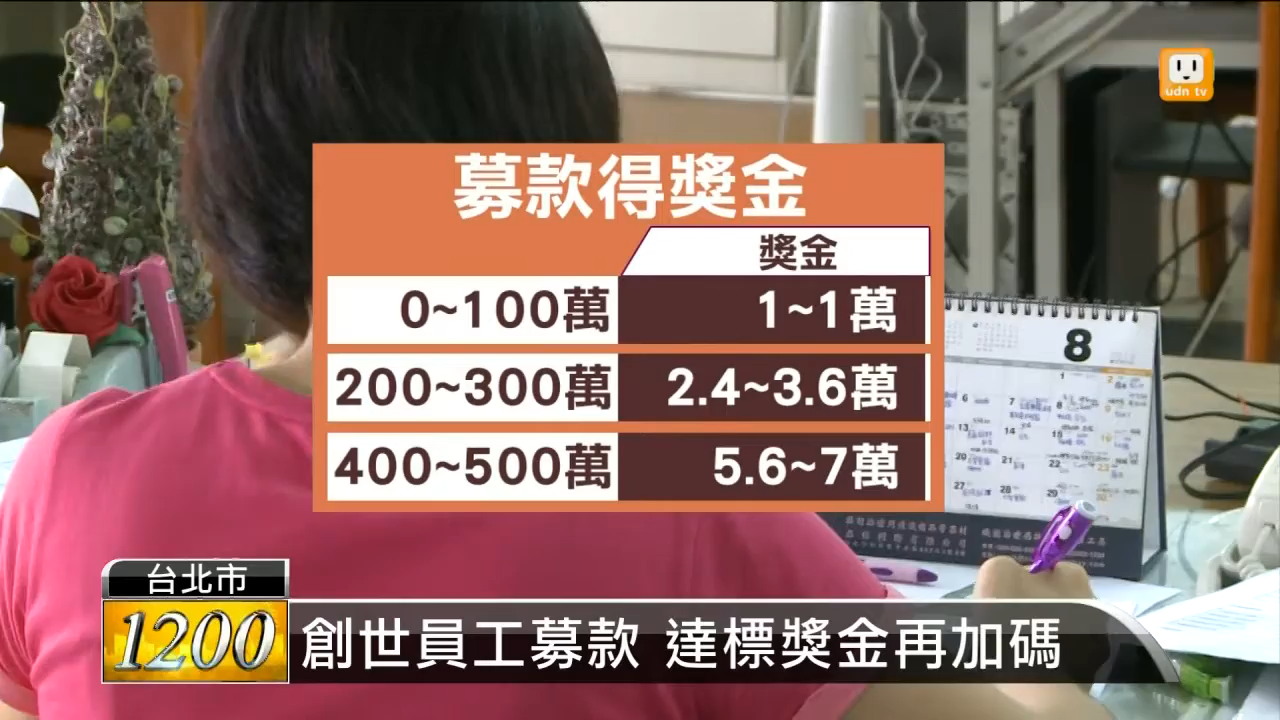 udn tv
募款得獎金
獎金
0~100萬 1~1萬
200~300萬 2.4~3.6萬
400~500萬 5.6~7萬
8
台北市
1200
創世員工募款 達標獎金再加碼